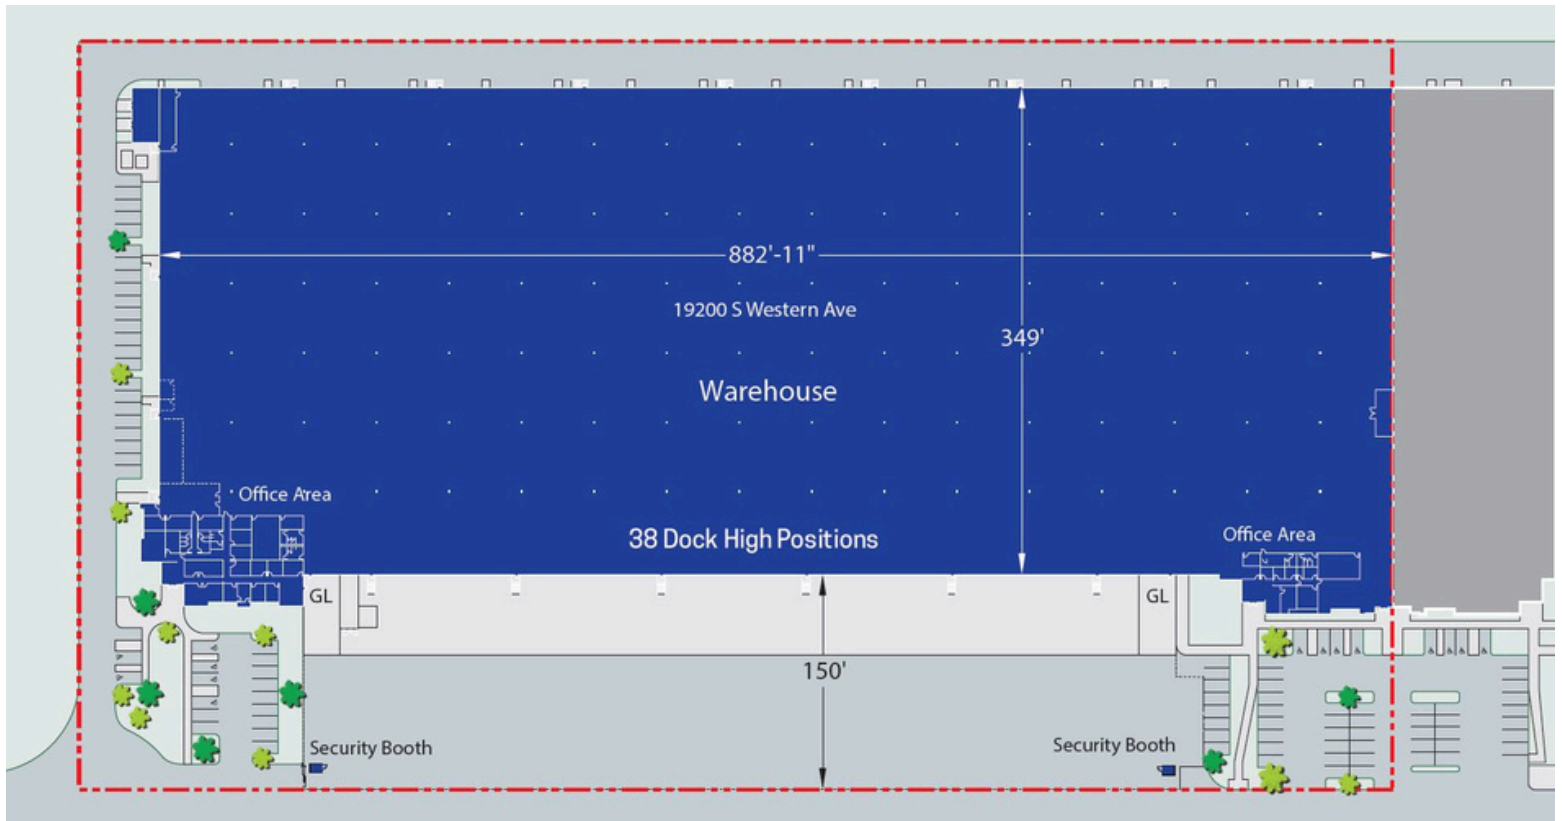 882'-11"
19200 S Western Ave
349'
Warehouse
Office Area
38 Dock High Positions
Office Area
GL
GL
150'
Security Booth
Security Booth